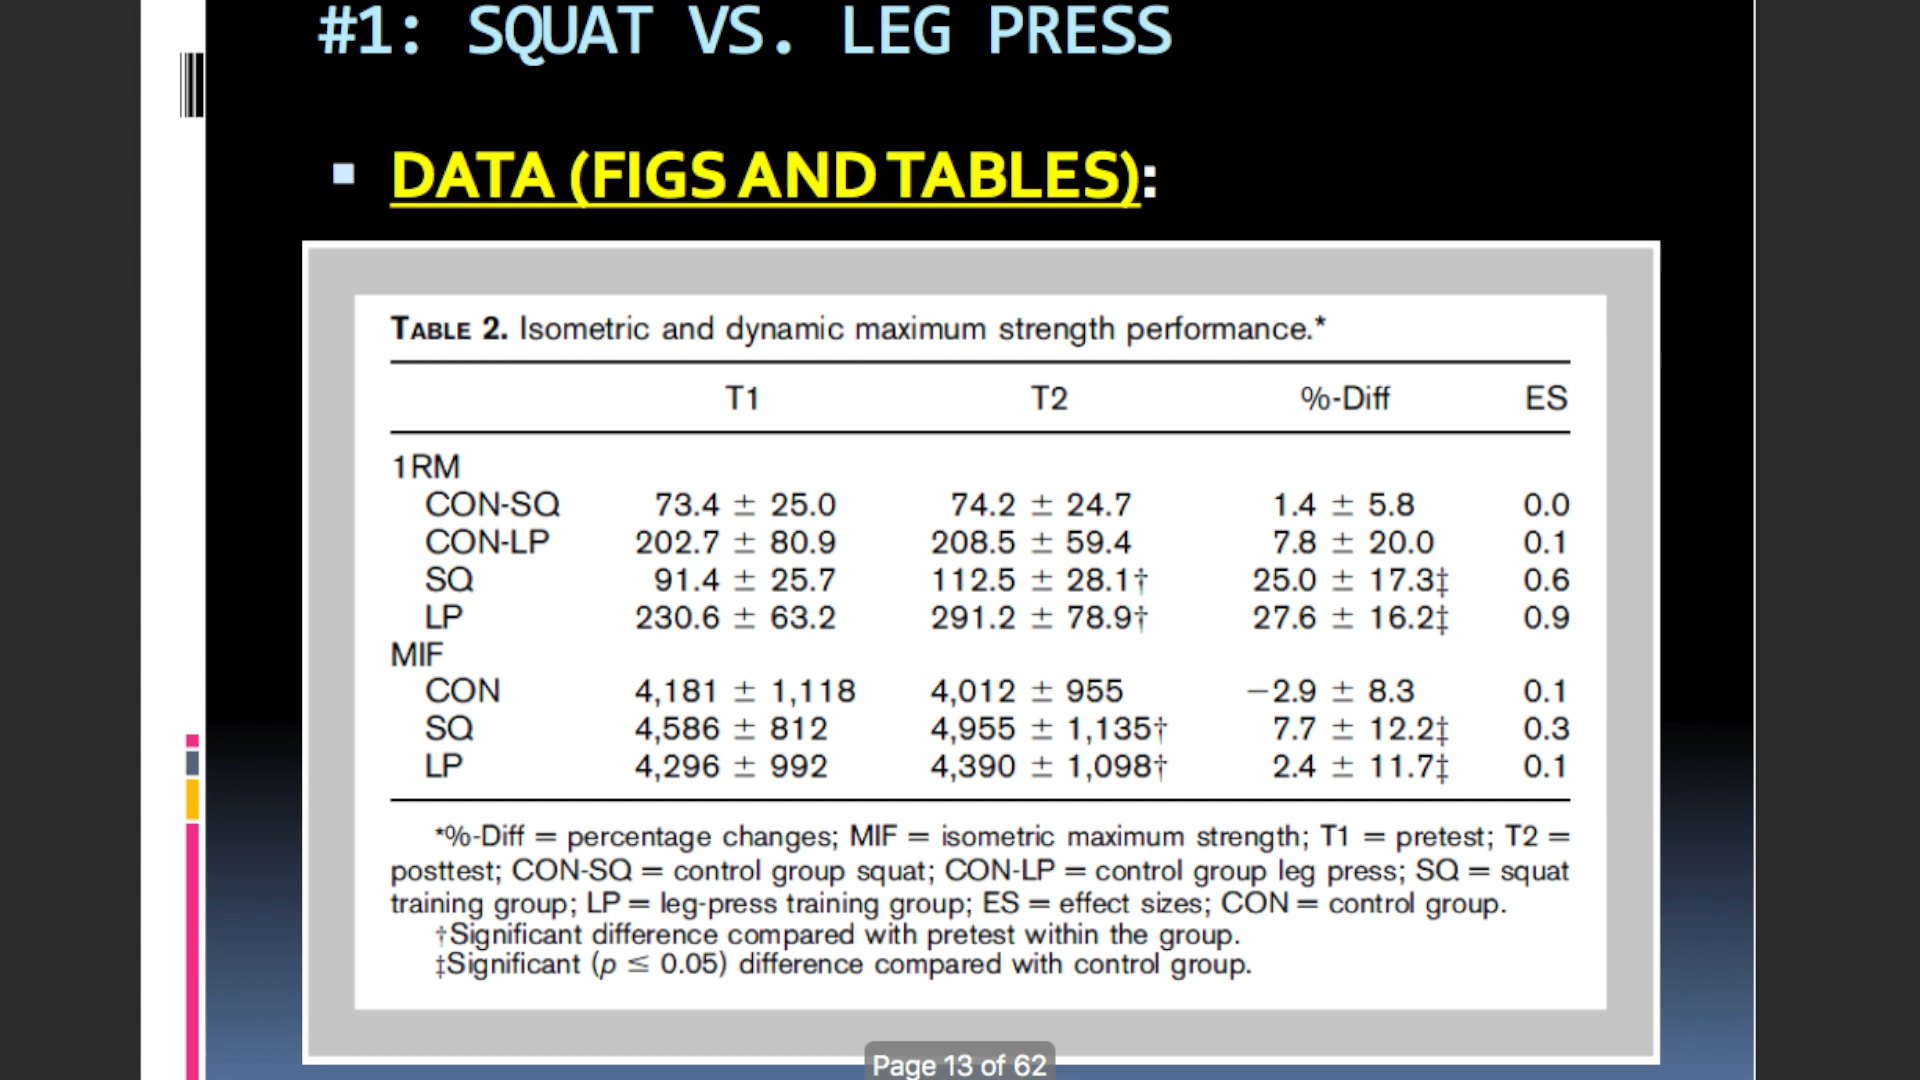 #1: SQUAT VS. LEG PRESS
DATA (FIGS AND TABLES):
TABLE 2. Isometric and dynamic maximum strength performance.*
T1 T2 %-Diff ES
1RM
CON-SQ 73.4 ± 25.0 74.2 ± 24.7 1.4 ± 5.8 0.0
CON-LP 202.7 ± 80.9 208.5 ± 59.4 7.8 ± 20.0 0.1
SQ 91.4 ± 25.7 112.5 ± 28.1† 25.0 ± 17.3‡ 0.6
LP 230.6 ± 63.2 291.2 ± 78.9† 27.6 ± 16.2‡ 0.9
MIF
CON 4,181 ± 1,118 4,012 ± 955 −2.9 ± 8.3 0.1
SQ 4,586 ± 812 4,955 ± 1,135† 7.7 ± 12.2‡ 0.3
LP 4,296 ± 992 4,390 ± 1,098† 2.4 ± 11.7‡ 0.1
*%-Diff = percentage changes; MIF = isometric maximum strength; T1 = pretest; T2 =
posttest; CON-SQ = control group squat; CON-LP = control group leg press; SQ = squat
training group; LP = leg-press training group; ES = effect sizes; CON = control group.
†Significant difference compared with pretest within the group.
‡Significant (p ≤ 0.05) difference compared with control group.
Page 13 of 62